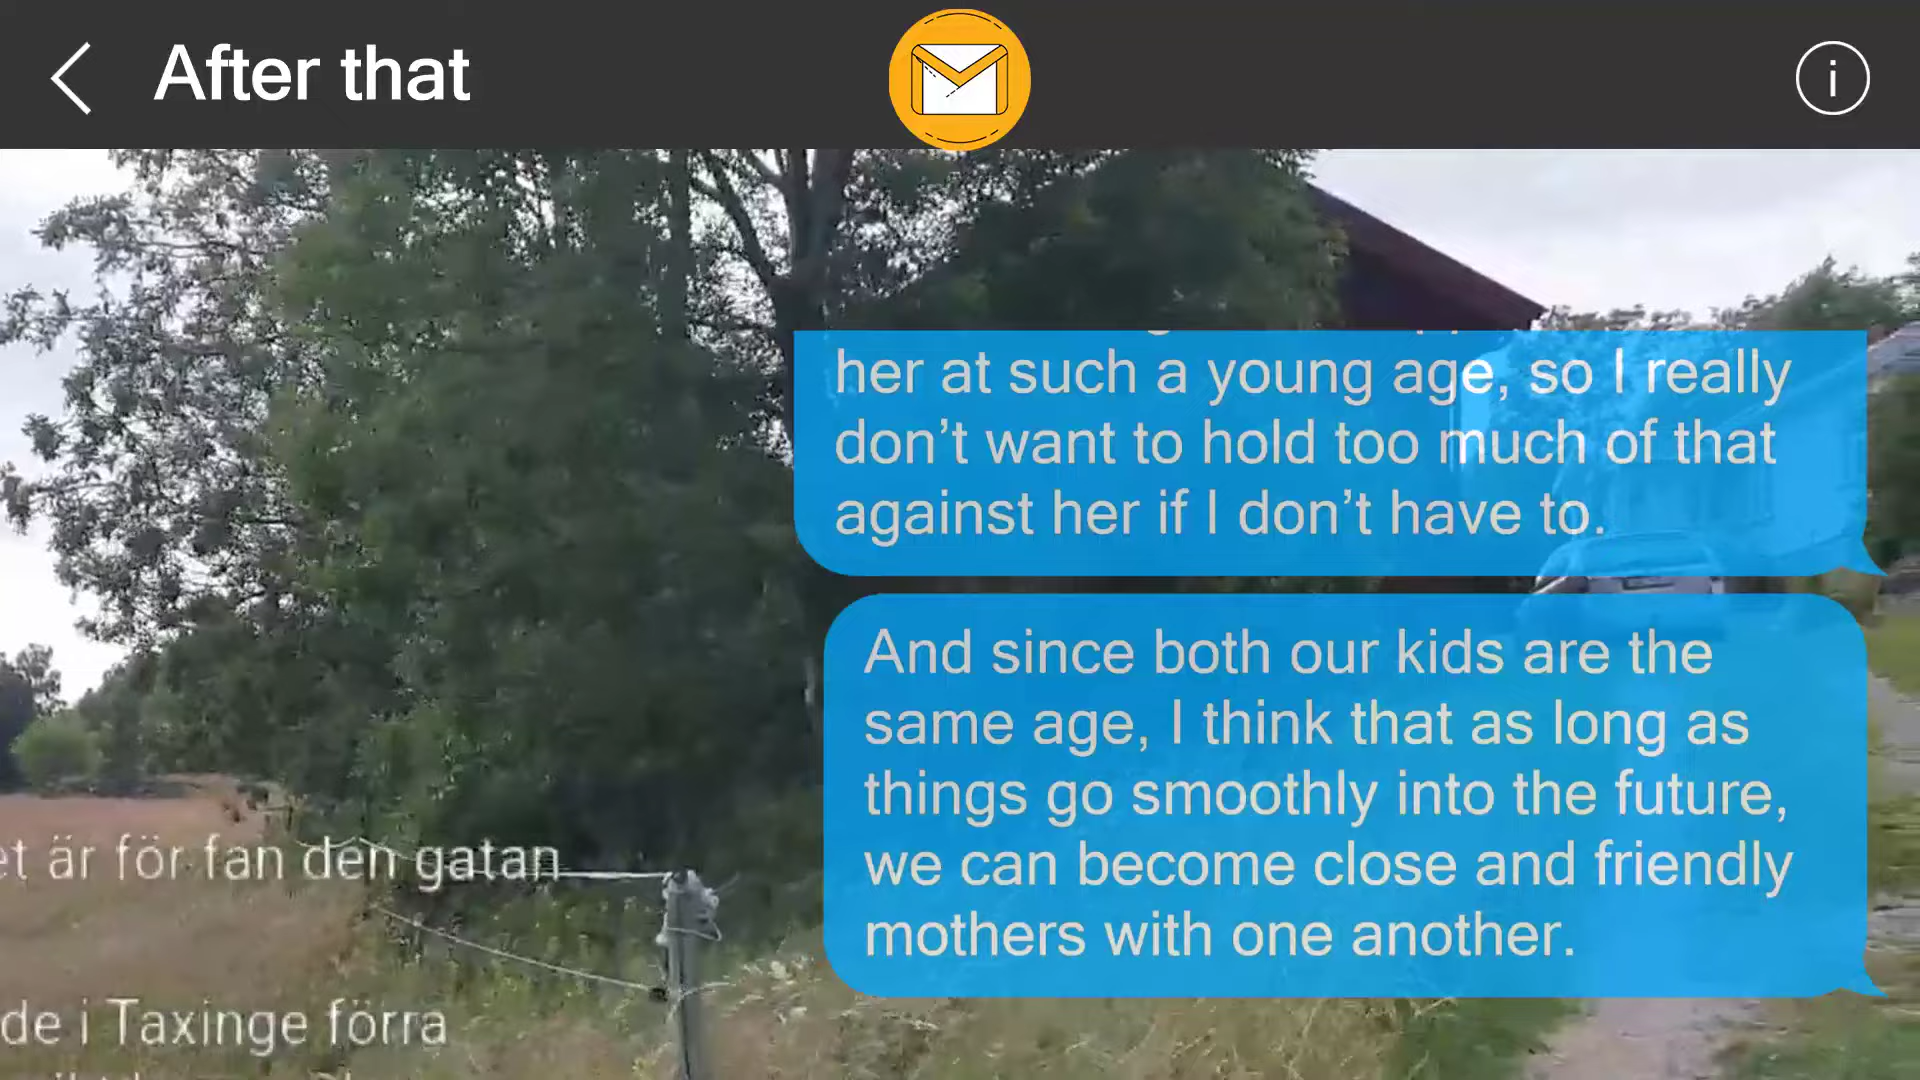 After that
her at such a young age, so I really
don’t want to hold too much of that
against her if I don’t have to.
And since both our kids are the
same age, I think that as long as
things go smoothly into the future,
we can become close and friendly
mothers with one another.
är för fan den gatan
i Taxinge förra